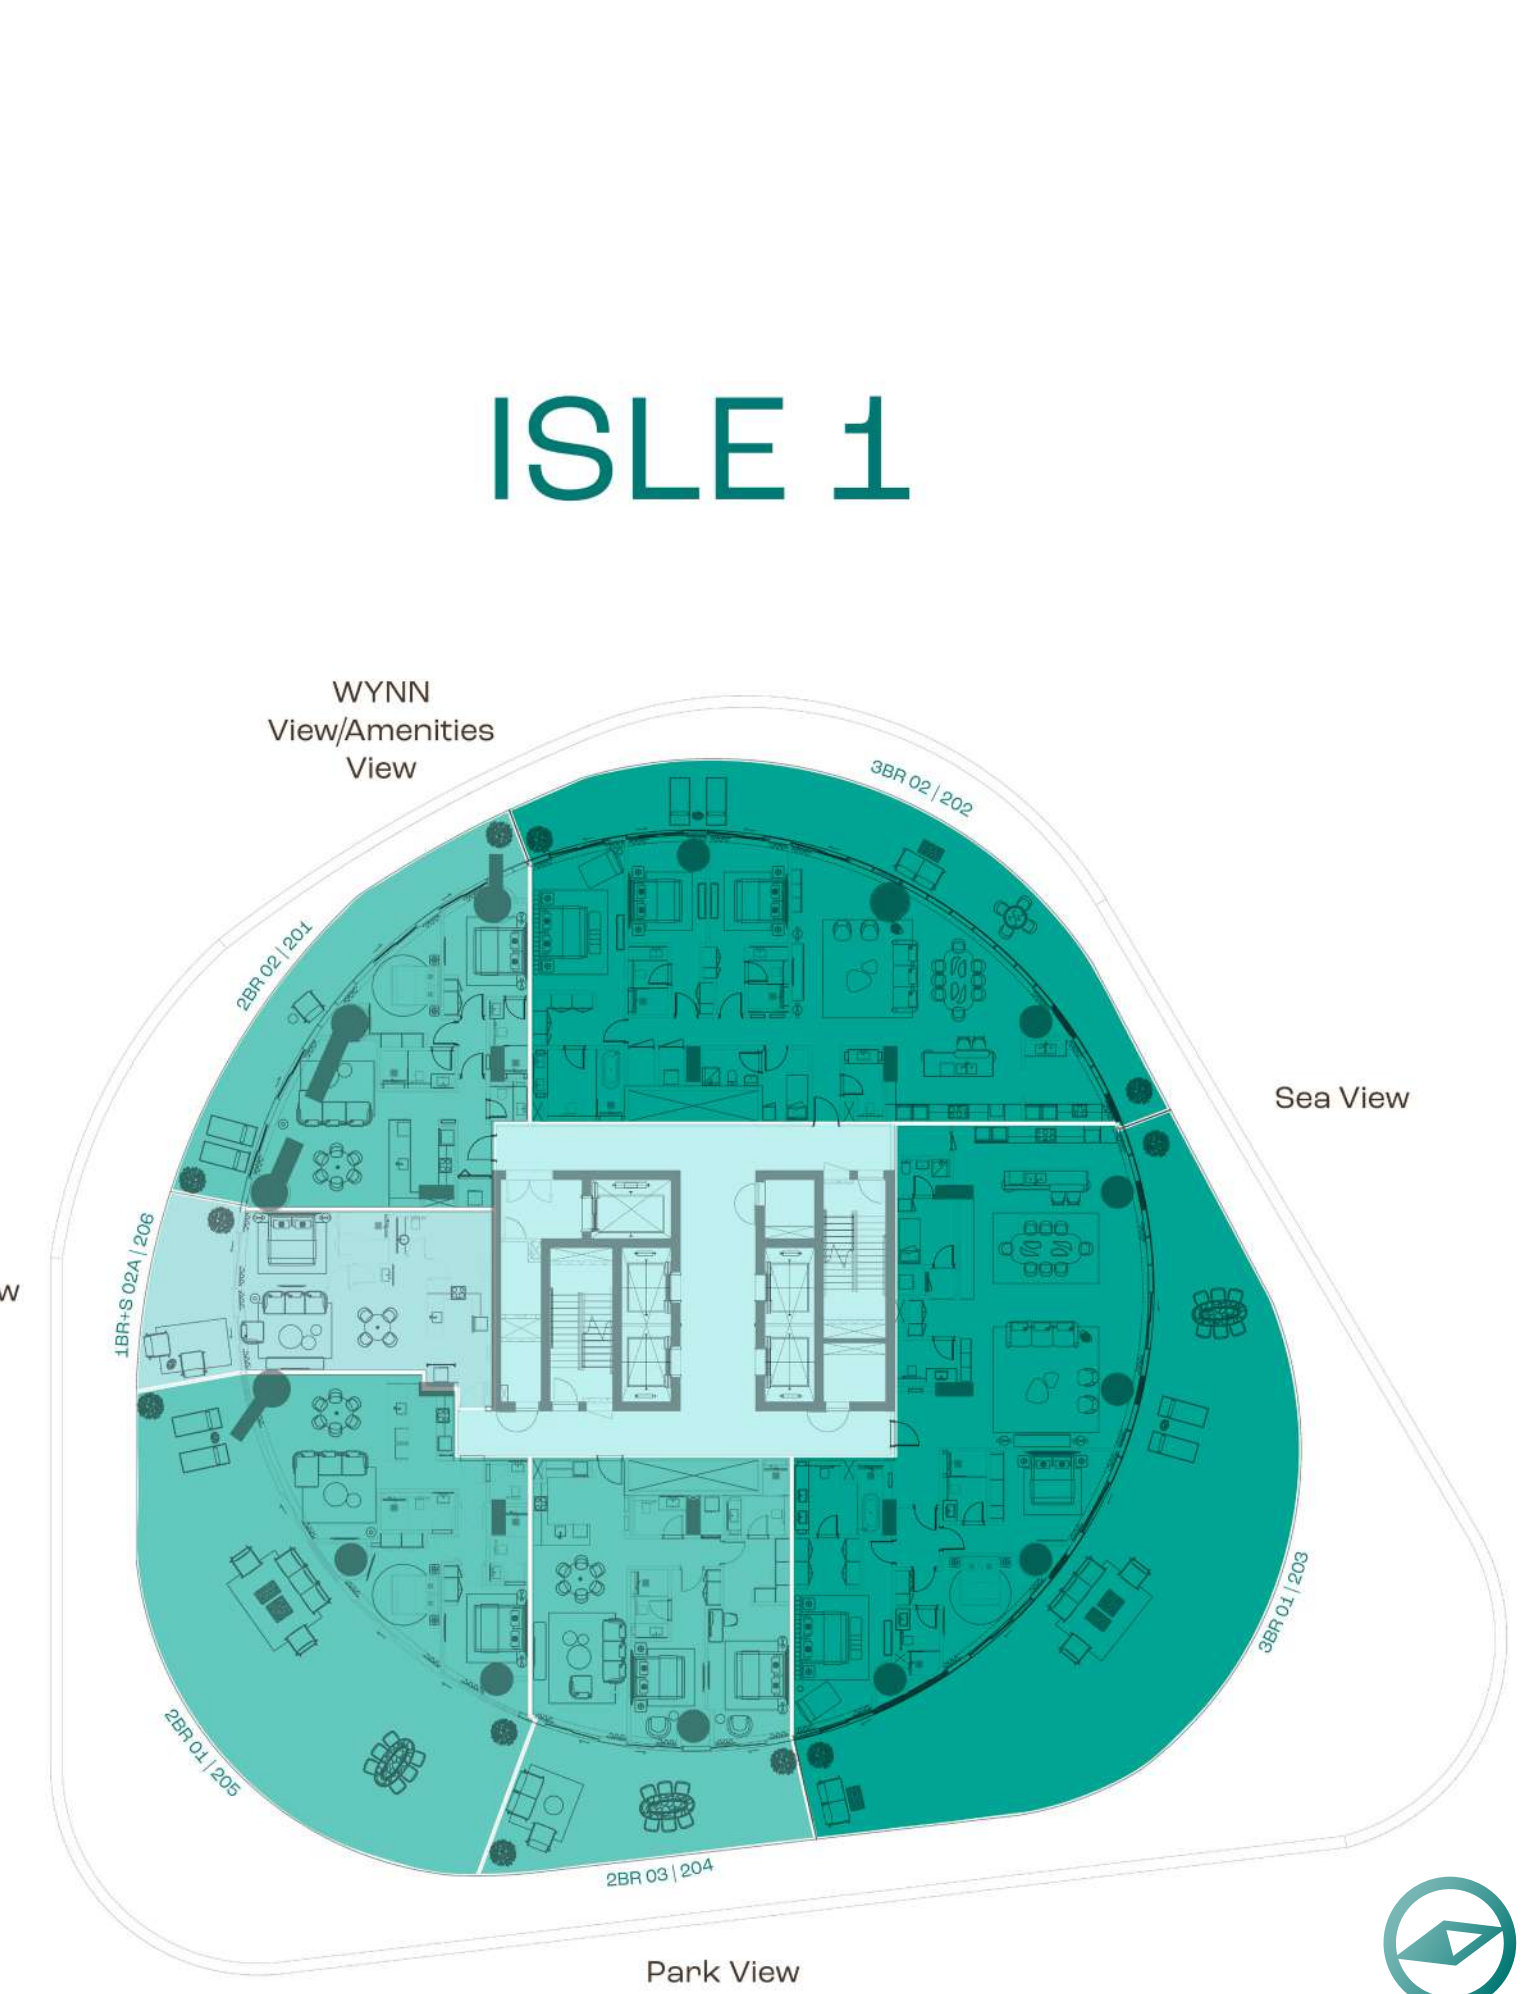 ISLE 1
WYNN
View/Amenities
View
3BR 02 | 202
2BR 02 | 201
Sea View
1BR+S 02A | 206
w
3BR 01 | 203
2BR 01 | 205
2BR 03 | 204
Park View